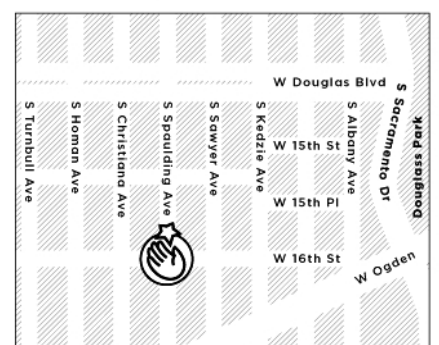 W Douglas Blvd
S Turnbull Ave
S Homan Ave
S Christiana Ave
S Spaulding Ave
S Sawyer Ave
S Kedzie Ave
S Albany Ave
S Sacramento Dr
Douglass Park
W 15th St
W 15th Pl
W 16th St
W Ogden